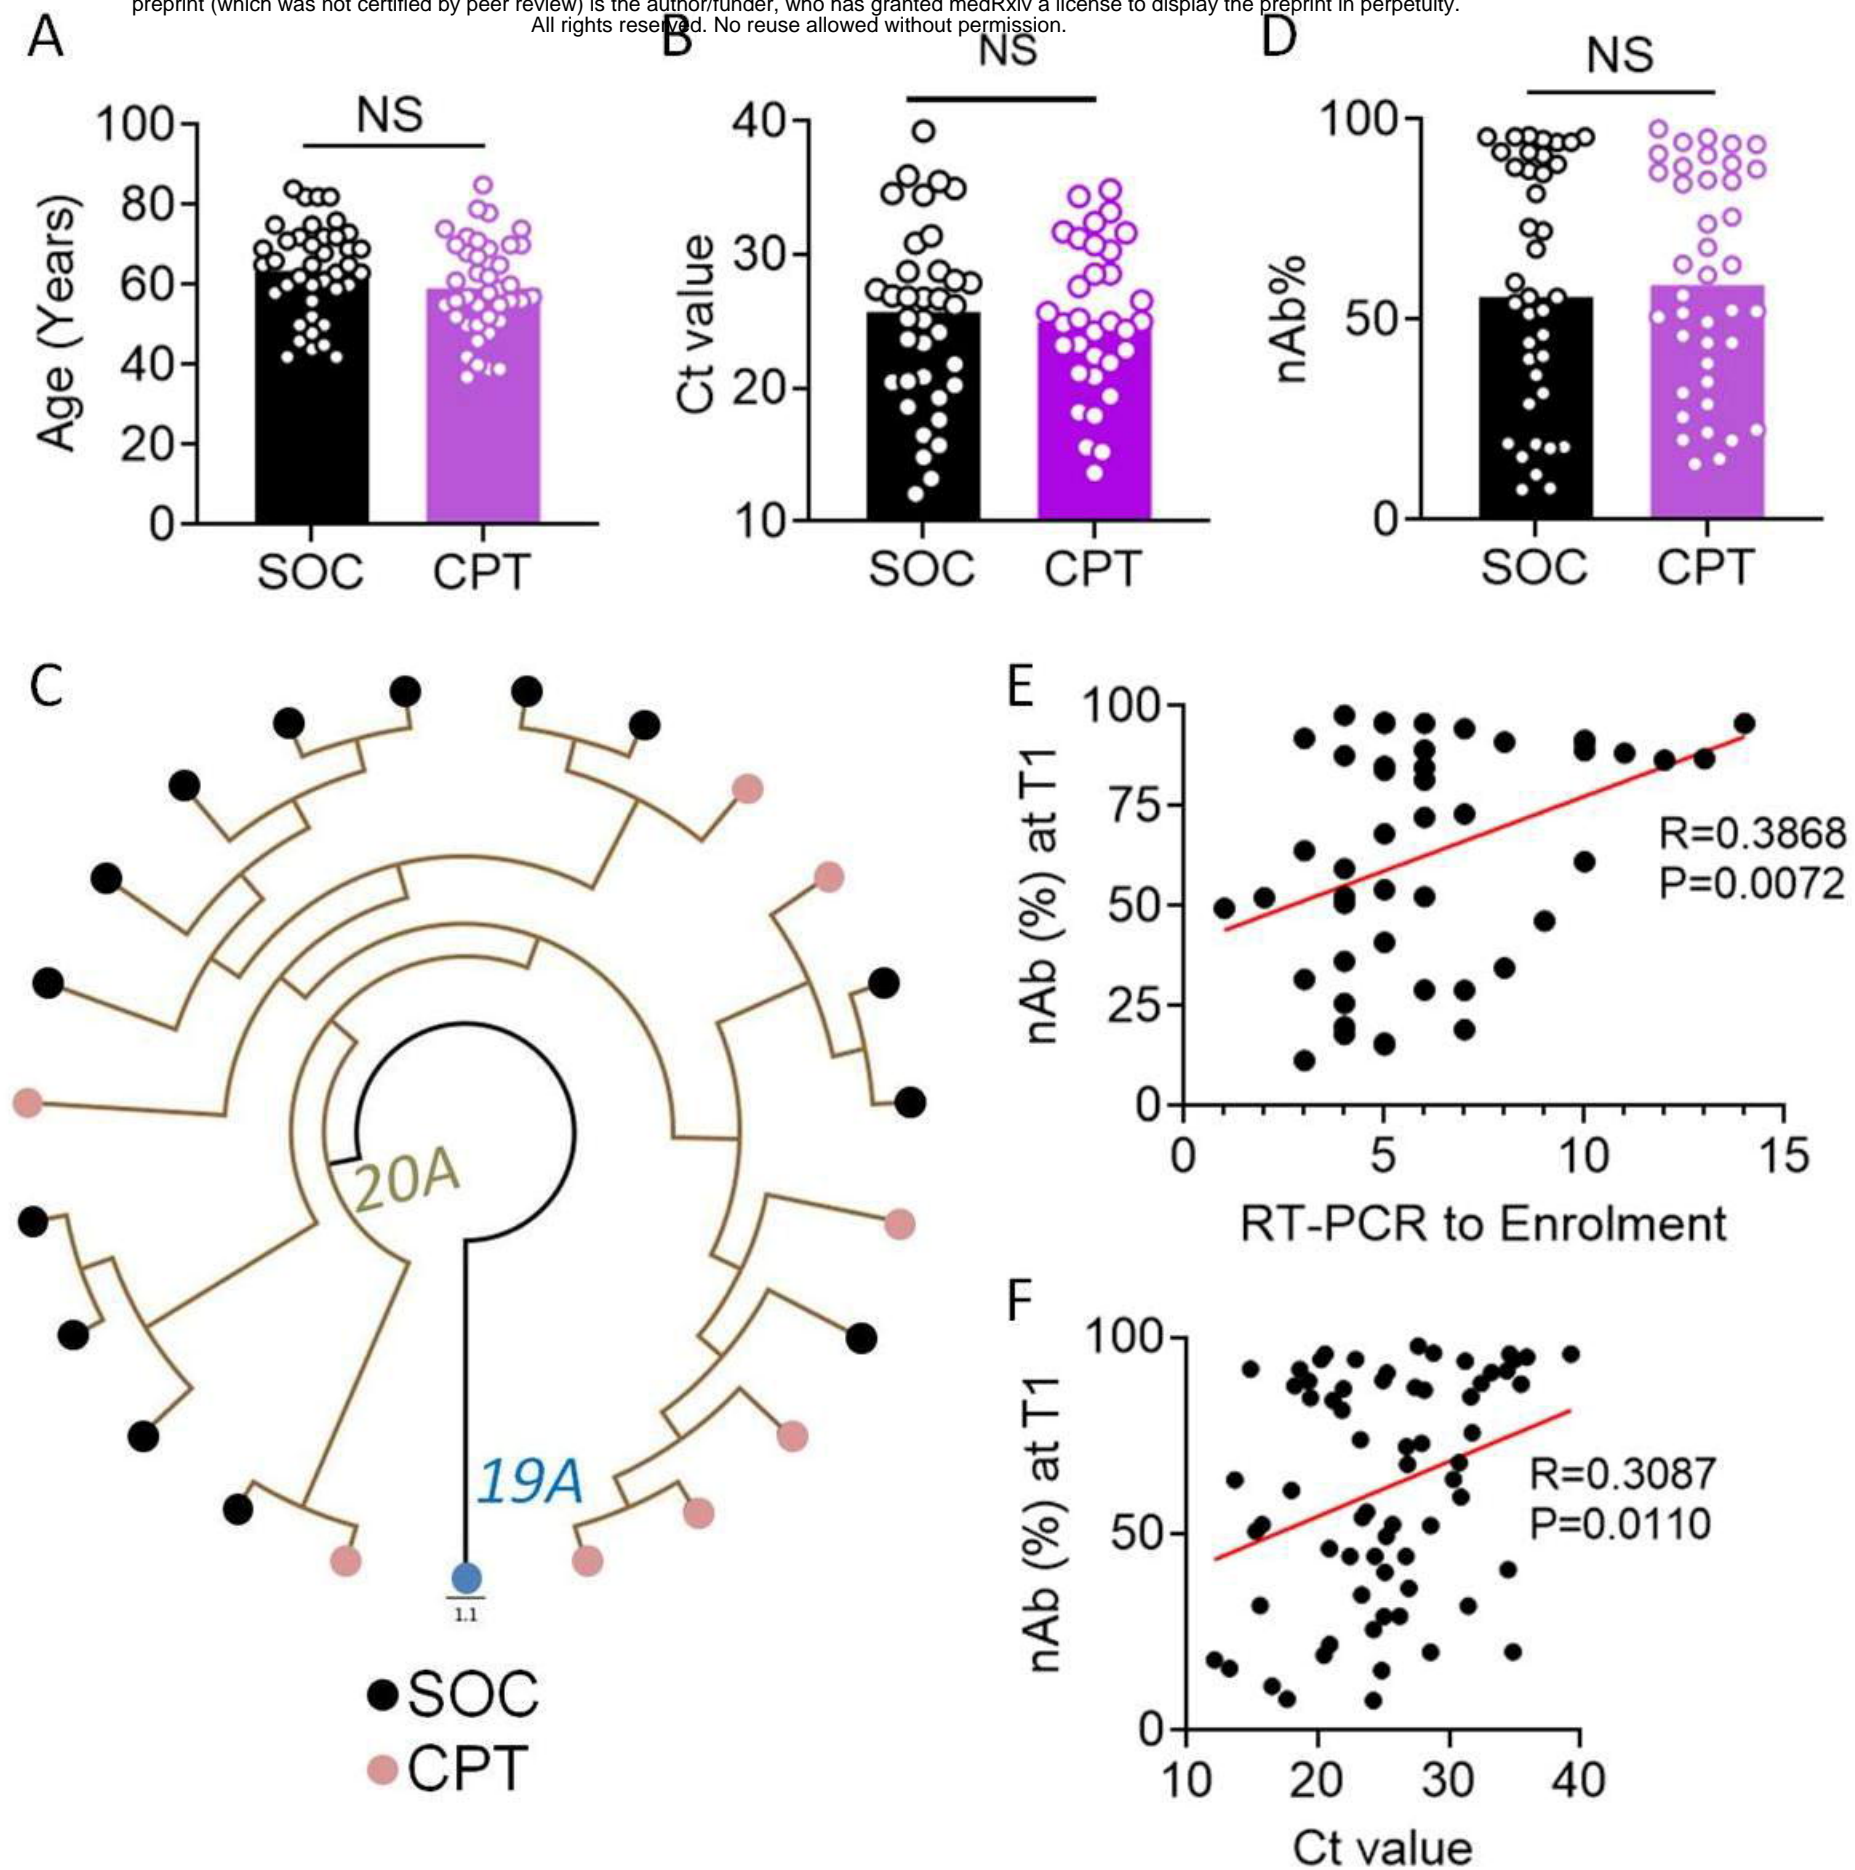 preprint (which was not certified by peer review) is the author/funder, who has granted medRxiv a license to display the preprint in perpetuity.
All rights reserved. No reuse allowed without permission.
A
NS
Age (Years)
100
80
60
40
20
0
SOC CPT
B
NS
Ct value
40
30
20
10
SOC CPT
D
NS
nAb%
100
50
0
SOC CPT
C
20A
19A
1.1
SOC
CPT
E
nAb (%) at T1
100
75
50
25
0
R=0.3868
P=0.0072
0 5 10 15
RT-PCR to Enrolment
F
nAb (%) at T1
100
50
0
R=0.3087
P=0.0110
10 20 30 40
Ct value